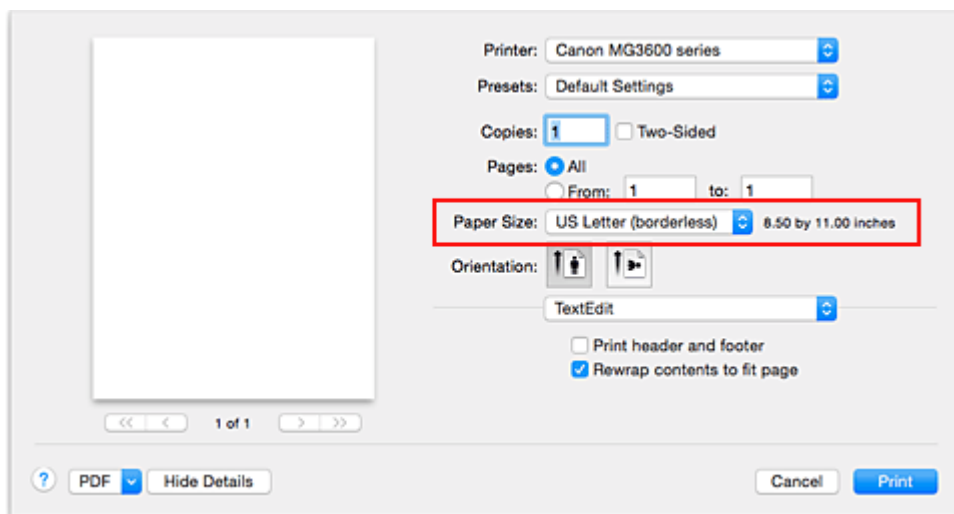 Printer: Canon MG3600 series
Presets: Default Settings
Copies: 1 Two-Sided
Pages: All
From: 1 to: 1
Paper Size: US Letter (borderless) 8.50 by 11.00 inches
Orientation:
TextEdit
Print header and footer
Rewrap contents to fit page
<< < 1 of 1 > >>
? PDF Hide Details Cancel Print